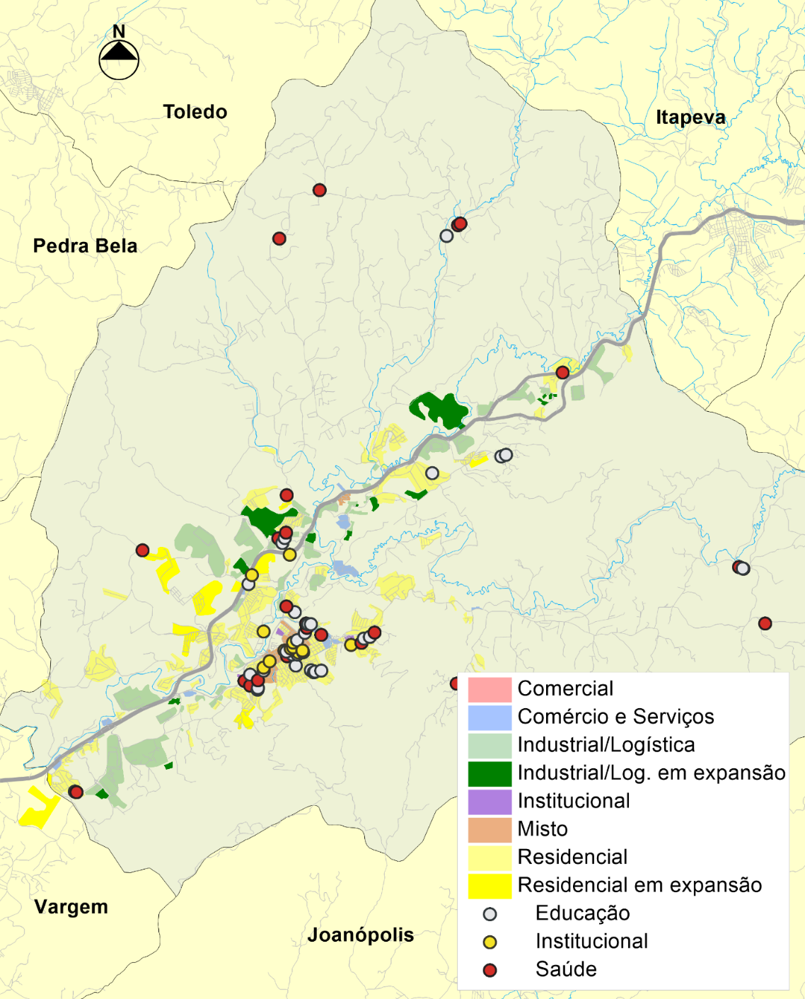 N
Toledo
Itapeva
Pedra Bela
Comercial
Comércio e Serviços
Industrial/Logística
Industrial/Log. em expansão
Institucional
Misto
Residencial
Residencial em expansão
Educação
Institucional
Saúde
Vargem
Joanópolis